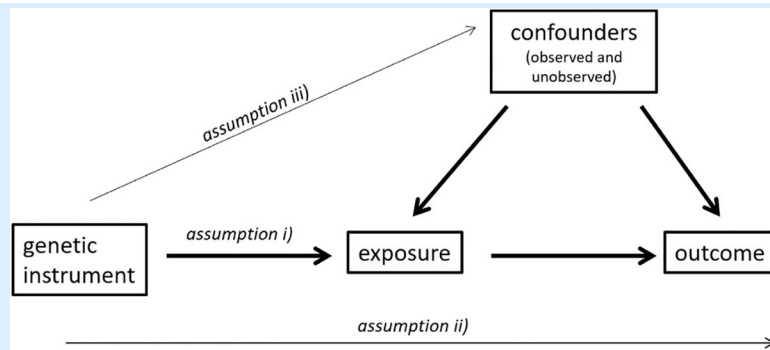 confounders
(observed and
unobserved)
assumption iii)
genetic
instrument
assumption i)
exposure
outcome
assumption ii)